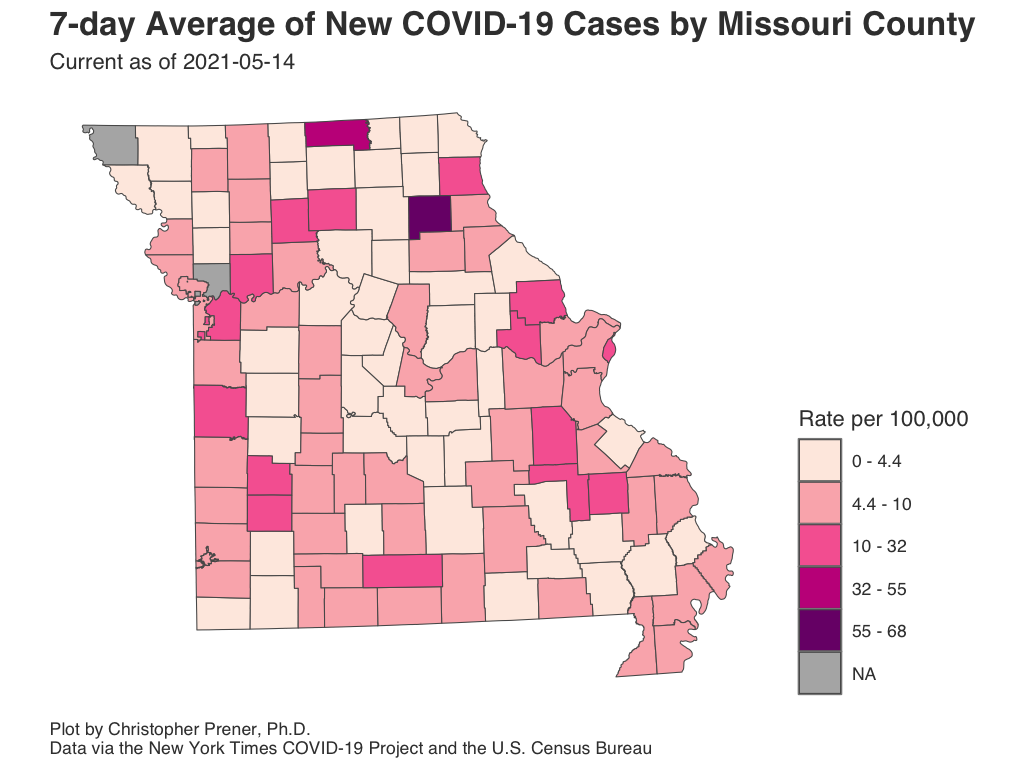 7-day Average of New COVID-19 Cases by Missouri County
Current as of 2021-05-14
Rate per 100,000
0 - 4.4
4.4 - 10
10 - 32
32 - 55
55 - 68
NA
Plot by Christopher Prener, Ph.D.
Data via the New York Times COVID-19 Project and the U.S. Census Bureau